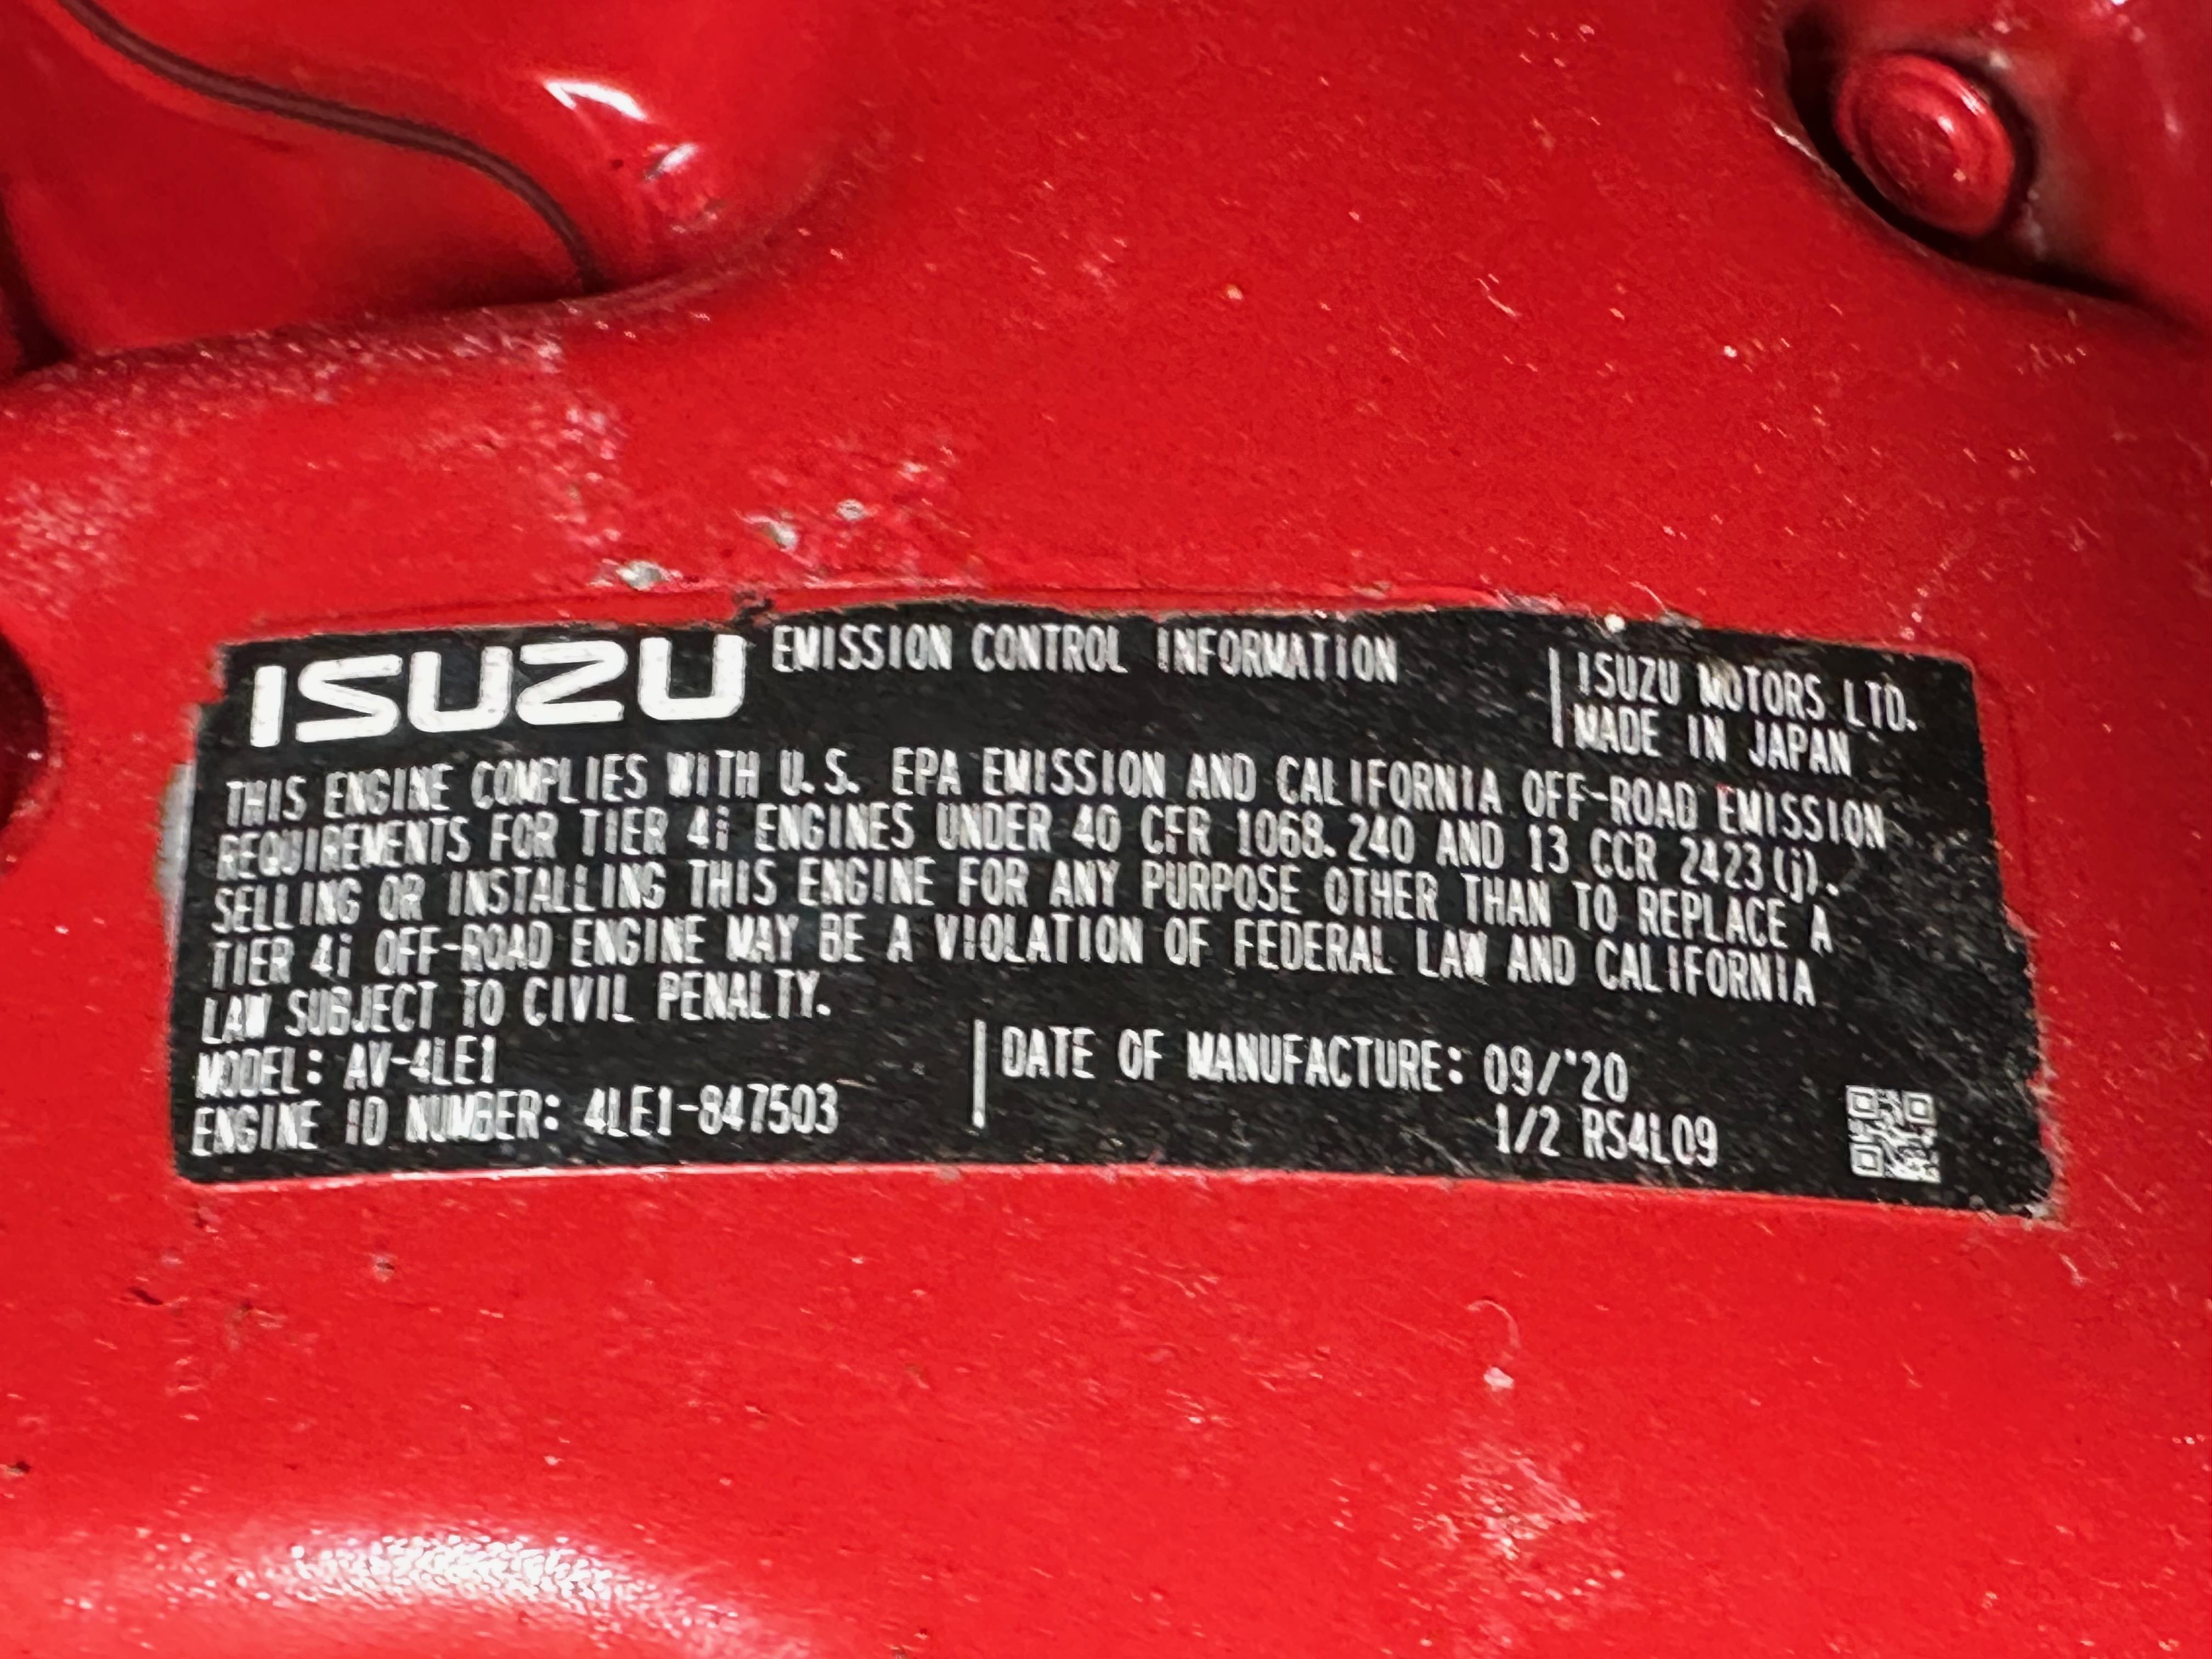 ISUZU EMISSION CONTROL INFORMATION
ISUZU MOTORS LTD.
MADE IN JAPAN
THIS ENGINE COMPLIES WITH U.S. EPA EMISSION AND CALIFORNIA OFF-ROAD EMISSION
REQUIREMENTS FOR TIER 4i ENGINES UNDER 40 CFR 1068.240 AND 13 CCR 2423(j).
SELLING OR INSTALLING THIS ENGINE FOR ANY PURPOSE OTHER THAN TO REPLACE A
TIER 4i OFF-ROAD ENGINE MAY BE A VIOLATION OF FEDERAL LAW AND CALIFORNIA
LAW SUBJECT TO CIVIL PENALTY.
MODEL: AV-4LE1
ENGINE ID NUMBER: 4LE1-847503
DATE OF MANUFACTURE: 09/'20
1/2 RS4L09